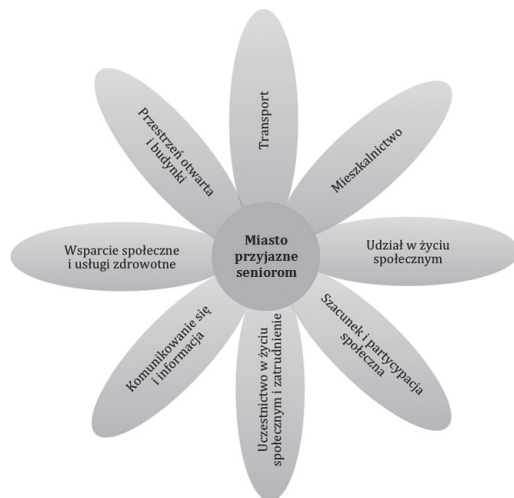 Transport
Mieszkalnictwo
Udział w życiu
społecznym
Szacunek i partycypacja
społeczna
Uczestnictwo w życiu
społecznym i zatrudnienie
Komunikowanie się
i informacja
Wsparcie społeczne
i usługi zdrowotne
Przestrzeń otwarta
i budynki
Miasto
przyjazne
seniorom